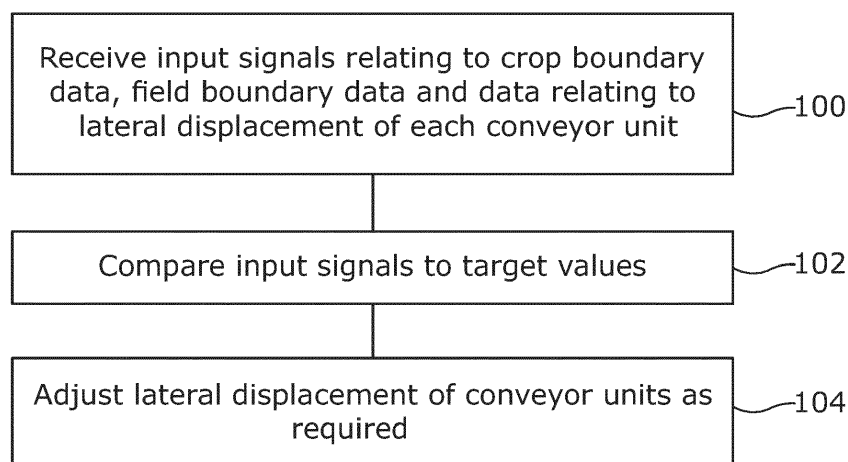 Receive input signals relating to crop boundary
data, field boundary data and data relating to
lateral displacement of each conveyor unit
100
Compare input signals to target values
102
Adjust lateral displacement of conveyor units as
required
104